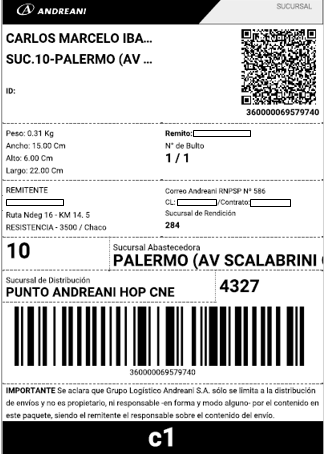 ANDREANI
SUCURSAL
CARLOS MARCELO IBA...
SUC.10-PALERMO (AV ...
ID:
360000069579740
Peso: 0.31 Kg
Ancho: 15.00 Cm
Alto: 6.00 Cm
Largo: 22.00 Cm
Remito:
N° de Bulto
1 / 1
REMITENTE
Ruta Ndeg 16 - KM 14. 5
RESISTENCIA - 3500 / Chaco
Correo Andreani RNPSP Nº 586
CL: /Contrato:
Sucursal de Rendición
284
10
Sucursal Abastecedora
PALERMO (AV SCALABRINI
Sucursal de Distribución
PUNTO ANDREANI HOP CNE
4327
360000069579740
IMPORTANTE Se aclara que Grupo Logístico Andreani S.A. sólo se limita a la distribución
de envíos y no es propietario, ni responsable -en forma y modo alguno- por el contenido en
este paquete, siendo el remitente el responsable sobre el contenido del envío.
c1